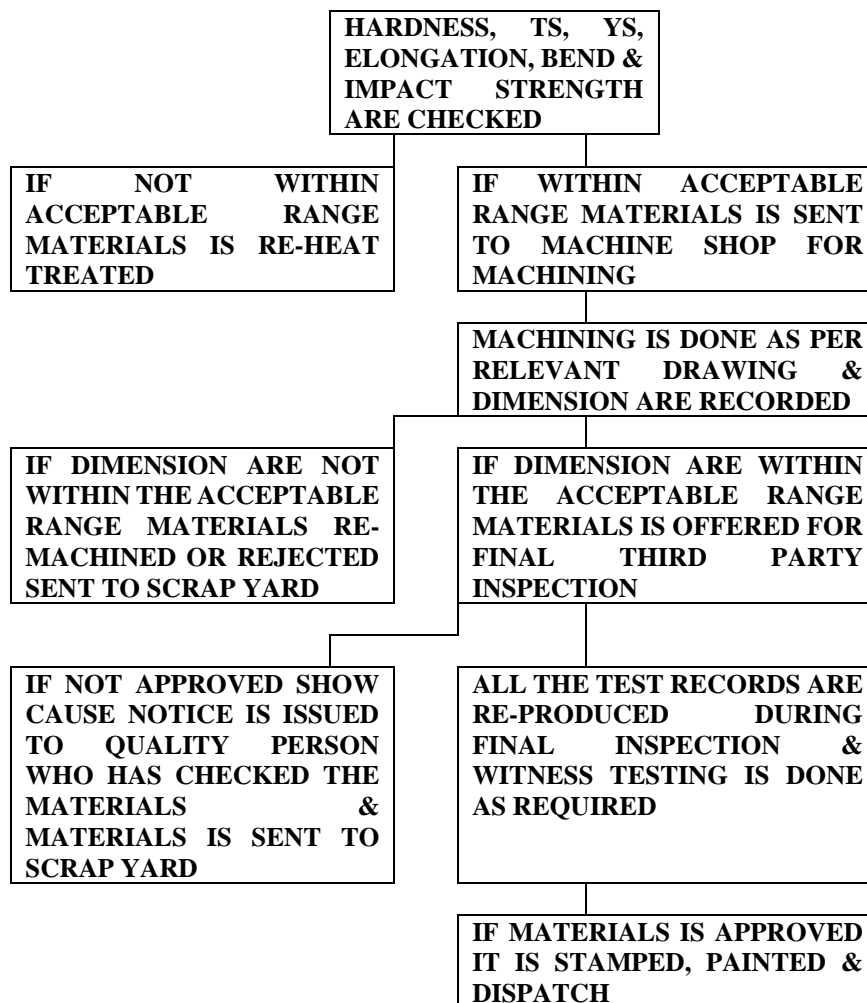 HARDNESS, TS, YS,
ELONGATION, BEND &
IMPACT STRENGTH
ARE CHECKED
IF NOT WITHIN
ACCEPTABLE RANGE
MATERIALS IS RE-HEAT
TREATED
IF WITHIN ACCEPTABLE
RANGE MATERIALS IS SENT
TO MACHINE SHOP FOR
MACHINING
MACHINING IS DONE AS PER
RELEVANT DRAWING &
DIMENSION ARE RECORDED
IF DIMENSION ARE NOT
WITHIN THE ACCEPTABLE
RANGE MATERIALS RE-
MACHINED OR REJECTED
SENT TO SCRAP YARD
IF DIMENSION ARE WITHIN
THE ACCEPTABLE RANGE
MATERIALS IS OFFERED FOR
FINAL THIRD PARTY
INSPECTION
IF NOT APPROVED SHOW
CAUSE NOTICE IS ISSUED
TO QUALITY PERSON
WHO HAS CHECKED THE
MATERIALS &
MATERIALS IS SENT TO
SCRAP YARD
ALL THE TEST RECORDS ARE
RE-PRODUCED DURING
FINAL INSPECTION &
WITNESS TESTING IS DONE
AS REQUIRED
IF MATERIALS IS APPROVED
IT IS STAMPED, PAINTED &
DISPATCH